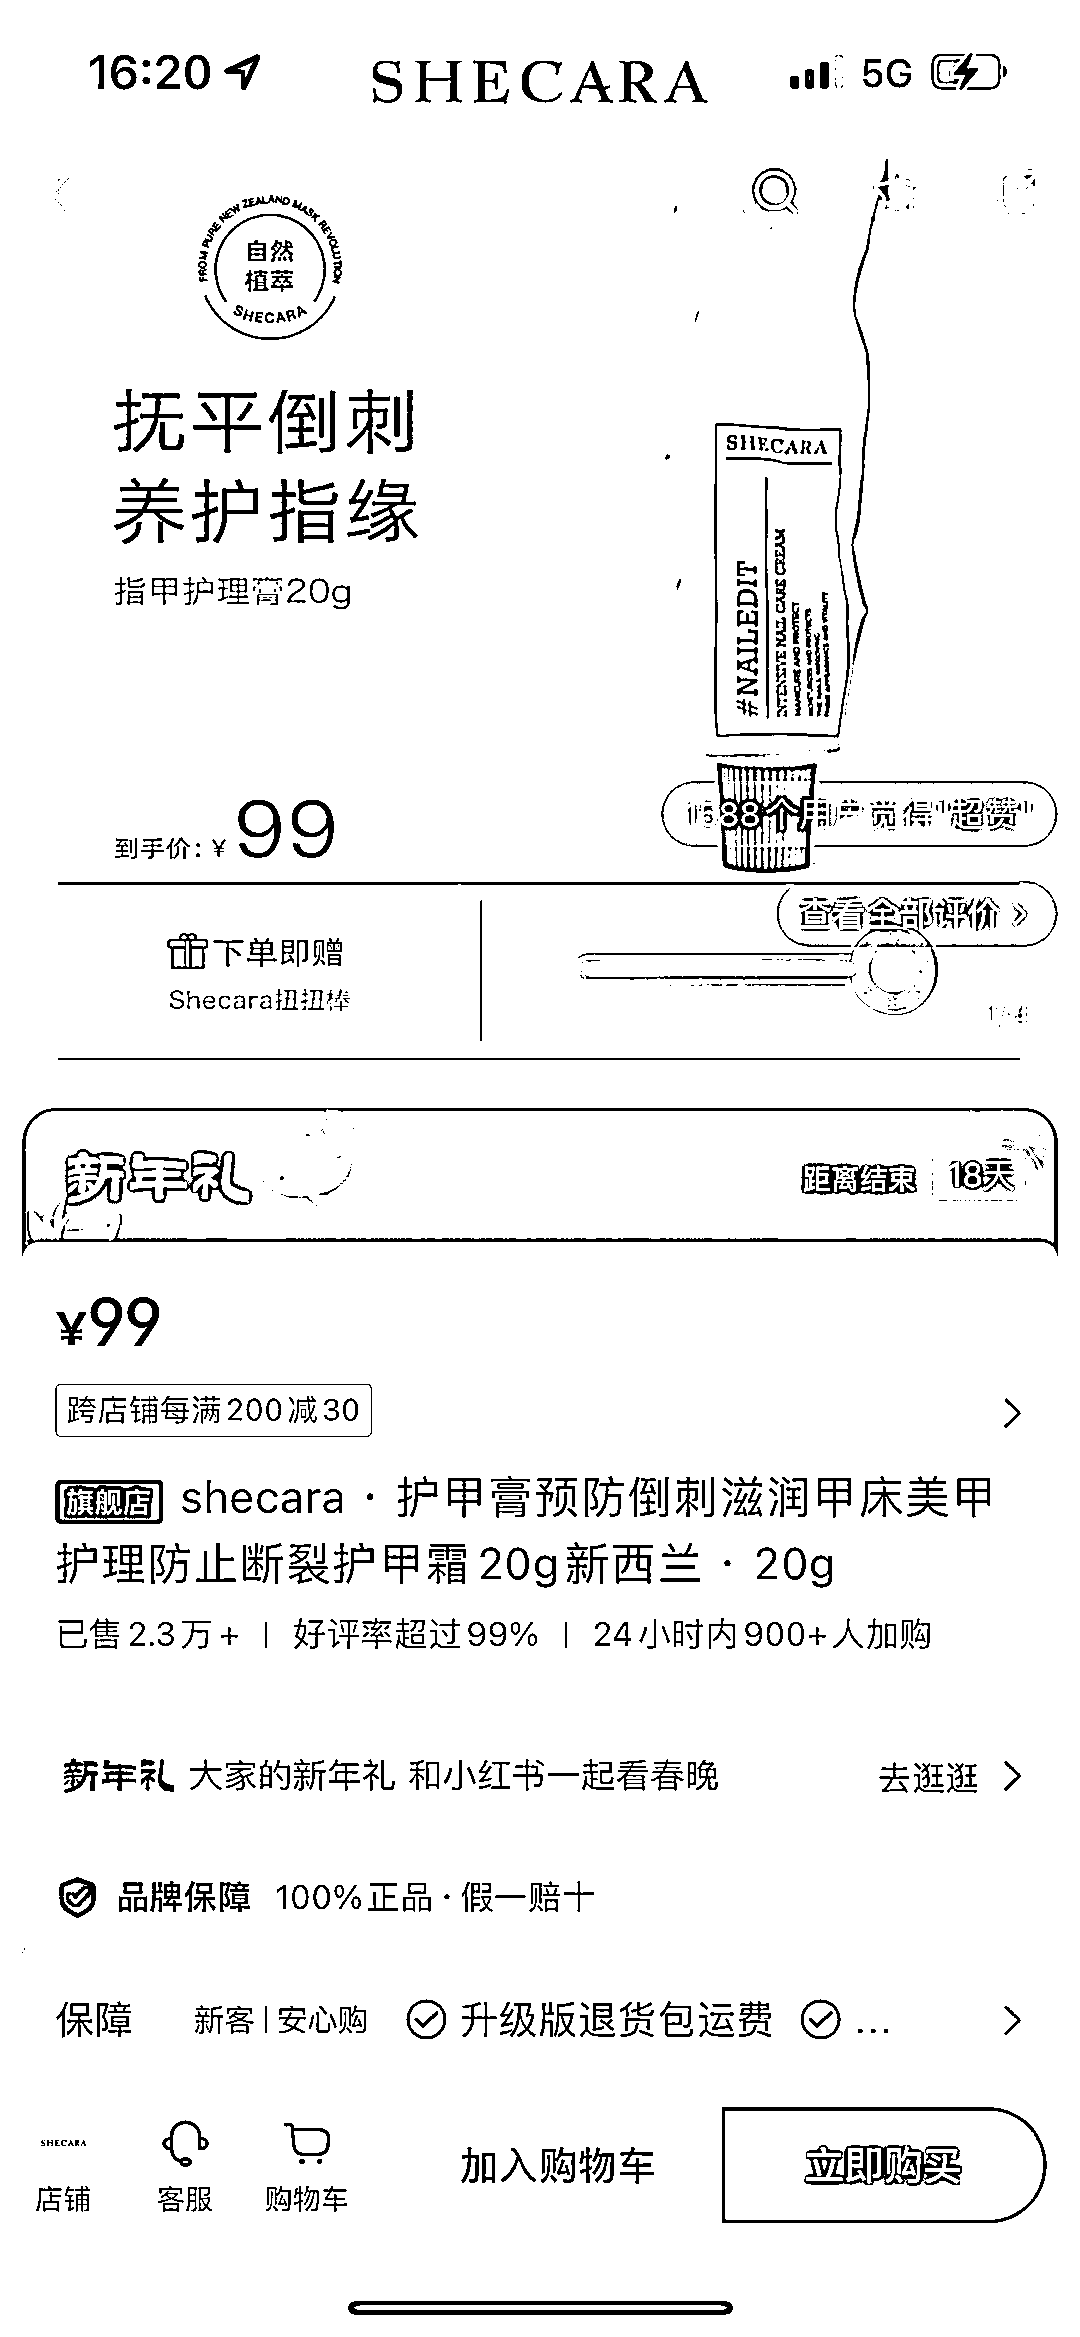 16:20
SHECARA
5G
FROM PURE NEW ZEALAND MASK REVOLUTION
自然
植萃
SHECARA
抚平倒刺
养护指缘
指甲护理膏20g
SHECARA
#NAILEDIT
INTENSIVE NAIL CARE CREAM
MANICURE AND PROTECT
到手价：¥99
1688个用户觉得"超赞"
查看全部评价
下单即赠
Shecara扭扭棒
新年礼
距离结束 18天
¥99
跨店铺每满200减30
旗舰店 shecara · 护甲膏预防倒刺滋润甲床美甲
护理防止断裂护甲霜20g新西兰 · 20g
已售2.3万+ | 好评率超过99% | 24小时内900+人加购
新年礼 大家的新年礼 和小红书一起看春晚 去逛逛
品牌保障 100%正品 · 假一赔十
保障 新客 | 安心购 升级版退货包运费 ...
SHECARA
店铺 客服 购物车 加入购物车 立即购买